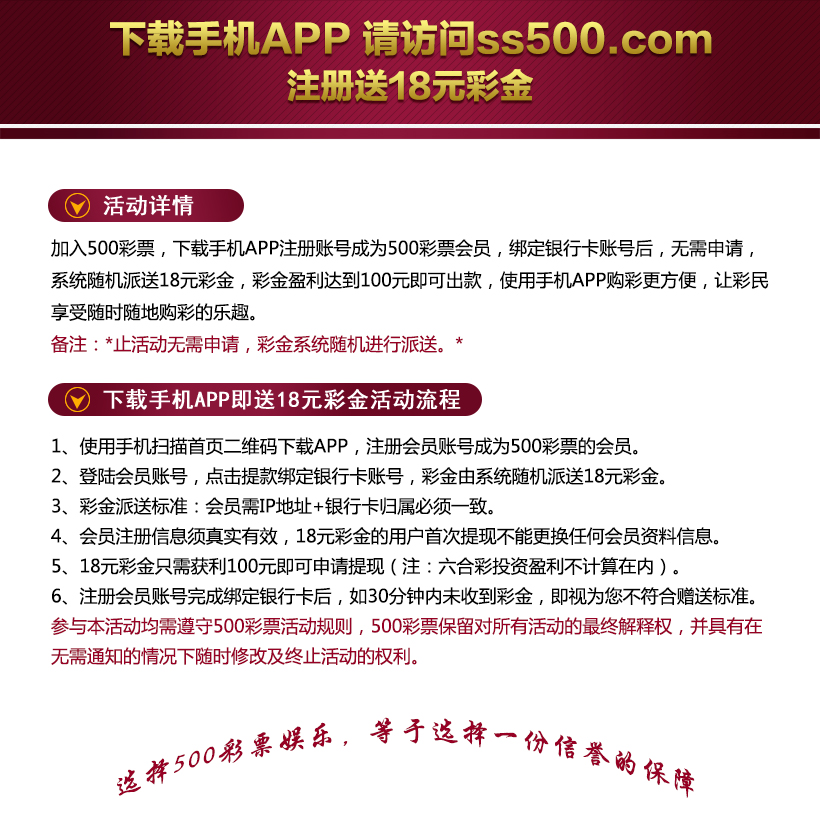 下载手机APP 请访问ss500.com
注册送18元彩金
活动详情
加入500彩票，下载手机APP注册账号成为500彩票会员，绑定银行卡账号后，无需申请，
系统随机派送18元彩金，彩金盈利达到100元即可出款，使用手机APP购彩更方便，让彩民
享受随时随地购彩的乐趣。
备注：*止活动无需申请，彩金系统随机进行派送。*
下载手机APP即送18元彩金活动流程
1、使用手机扫描首页二维码下载APP，注册会员账号成为500彩票的会员。
2、登陆会员账号，点击提款绑定银行卡账号，彩金由系统随机派送18元彩金。
3、彩金派送标准：会员需IP地址+银行卡归属必须一致。
4、会员注册信息须真实有效，18元彩金的用户首次提现不能更换任何会员资料信息。
5、18元彩金只需获利100元即可申请提现（注：六合彩投资盈利不计算在内）。
6、注册会员账号完成绑定银行卡后，如30分钟内未收到彩金，即视为您不符合赠送标准。
参与本活动均需遵守500彩票活动规则，500彩票保留对所有活动的最终解释权，并具有在
无需通知的情况下随时修改及终止活动的权利。
选择500彩票娱乐，等于选择一份信誉的保障